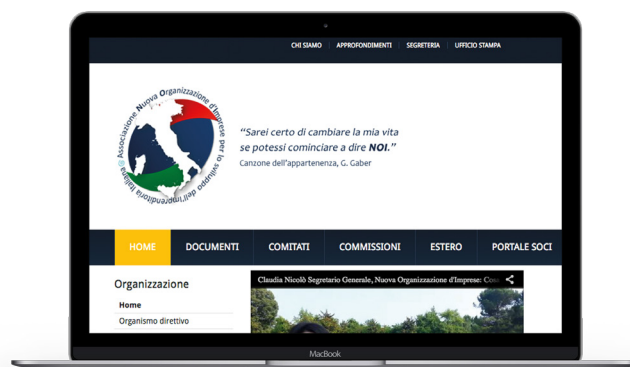 CHI SIAMO APPROFONDIMENTI SEGRETERIA UFFICIO STAMPA
Associazione Nuova Organizzazione d'Imprese per lo sviluppo dell'imprenditoria Italiana
“Sarei certo di cambiare la mia vita
se potessi cominciare a dire NOI.”
Canzone dell'appartenenza, G. Gaber
HOME DOCUMENTI COMITATI COMMISSIONI ESTERO PORTALE SOCI
Organizzazione
Home
Organismo direttivo
Claudia Nicolò Segretario Generale, Nuova Organizzazione d'Imprese:
MacBook